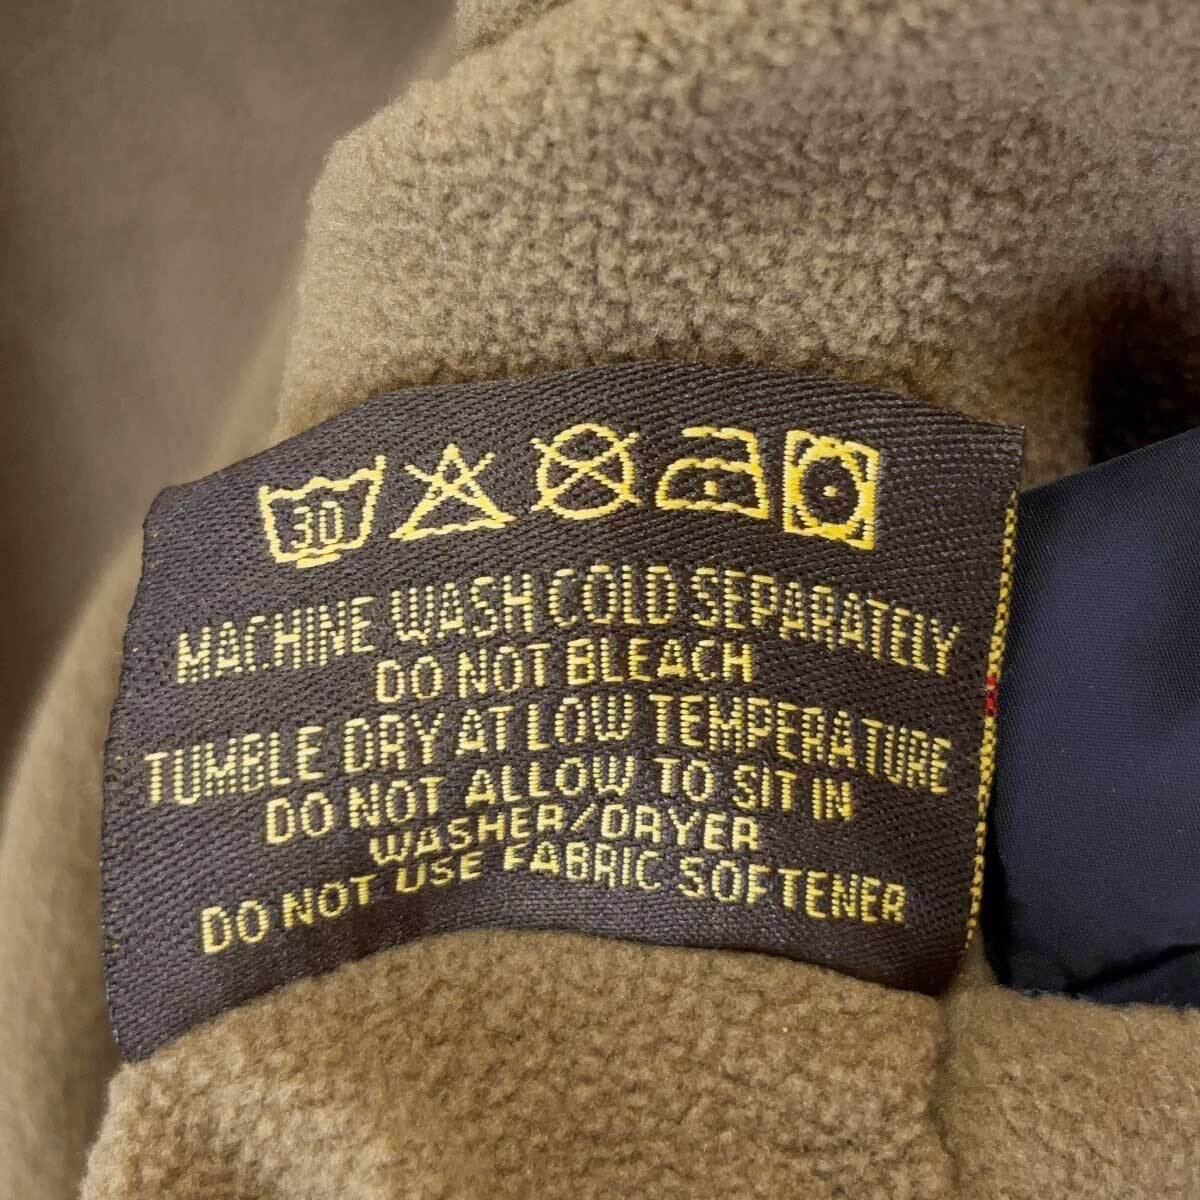 30
MACHINE WASH COLD SEPARATELY
DO NOT BLEACH
TUMBLE DRY AT LOW TEMPERATURE
DO NOT ALLOW TO SIT IN
WASHER/DRYER
DO NOT USE FABRIC SOFTENER